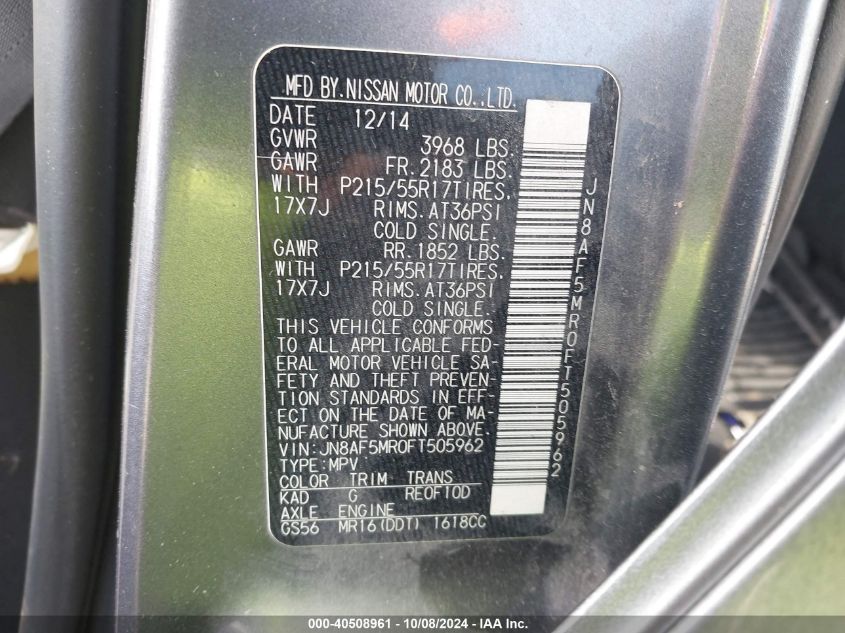 MFD BY.NISSAN MOTOR CO.,LTD.
DATE 12/14
GVWR 3968 LBS.
GAWR FR.2183 LBS.
WITH P215/55R17TIRES.
17X7J RIMS.AT36PSI
COLD SINGLE.
GAWR RR.1852 LBS.
WITH P215/55R17TIRES.
17X7J RIMS.AT36PSI
COLD SINGLE.
THIS VEHICLE CONFORMS
TO ALL APPLICABLE FED-
ERAL MOTOR VEHICLE SA-
FETY AND THEFT PREVEN-
TION STANDARDS IN EFF-
ECT ON THE DATE OF MA-
NUFACTURE SHOWN ABOVE.
VIN:JN8AF5MR0FT505962
TYPE:MPV
COLOR TRIM TRANS
KAD G RE0F10D
AXLE ENGINE
GS56 MR16(DDT) 1618CC
JN8AF5MR0FT505962
000-40508961 - 10/08/2024 - IAA Inc.